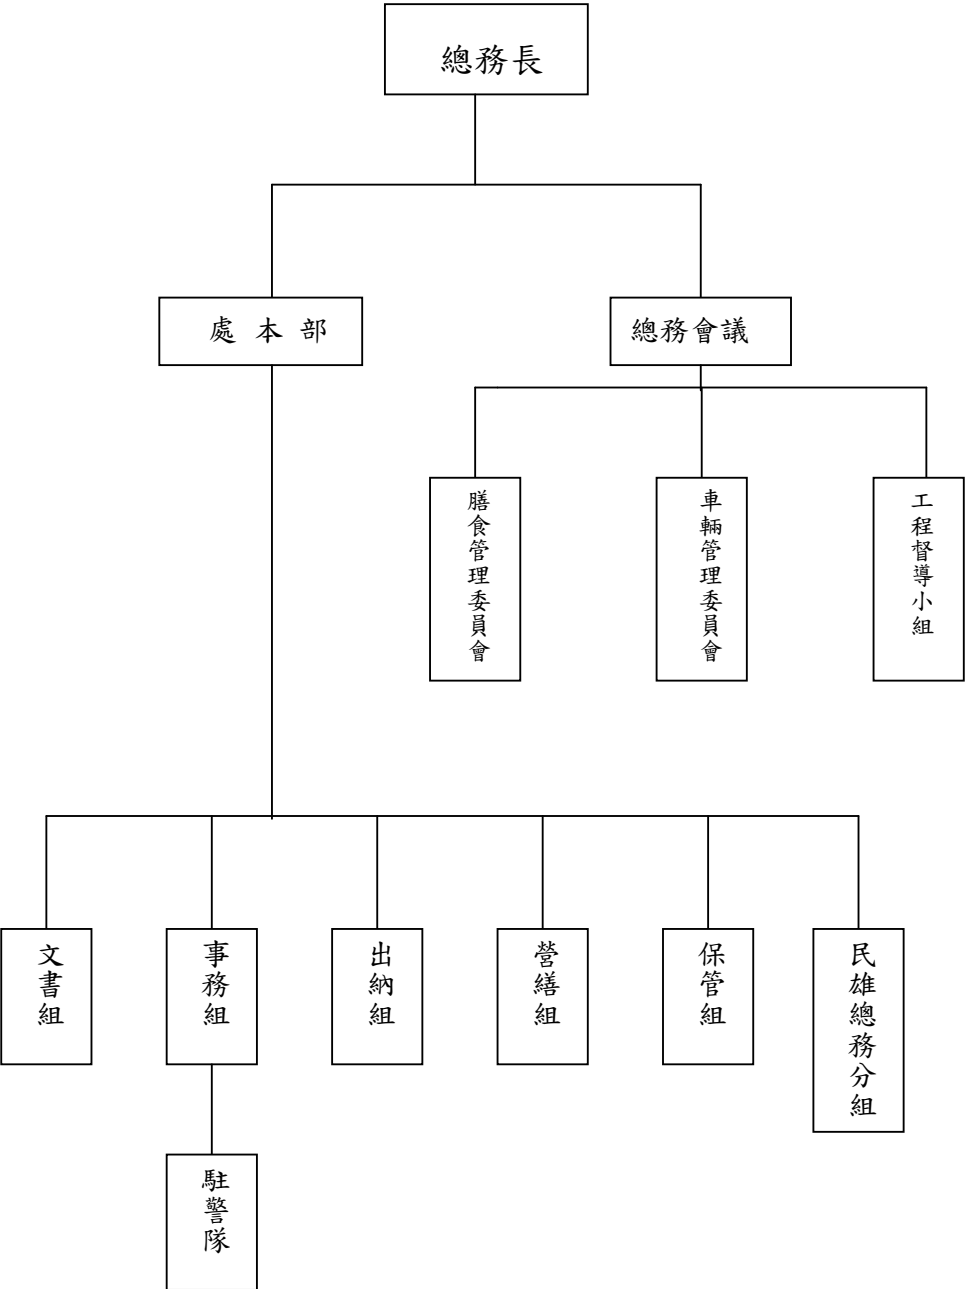 總務長
處 本 部
總務會議
膳食管理委員會
車輛管理委員會
工程督導小組
文書組
事務組
出納組
營繕組
保管組
民雄總務分組
駐警隊